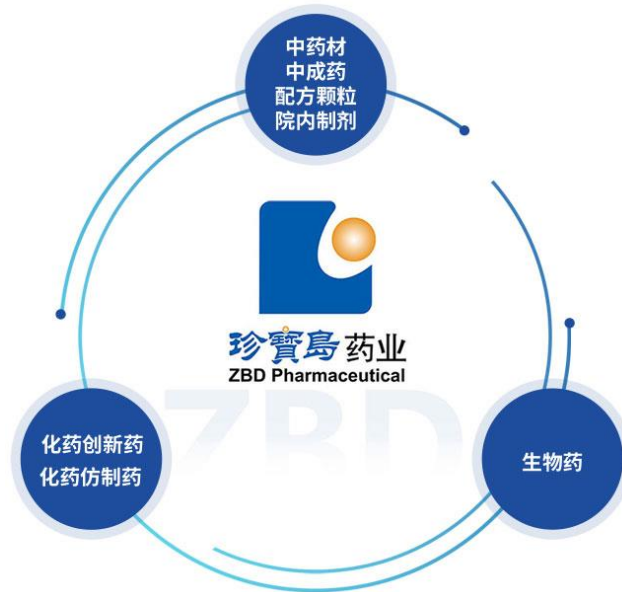 中药材
中成药
配方颗粒
院内制剂
珍寶島药业
ZBD Pharmaceutical
ZBD
化药创新药
化药仿制药
生物药